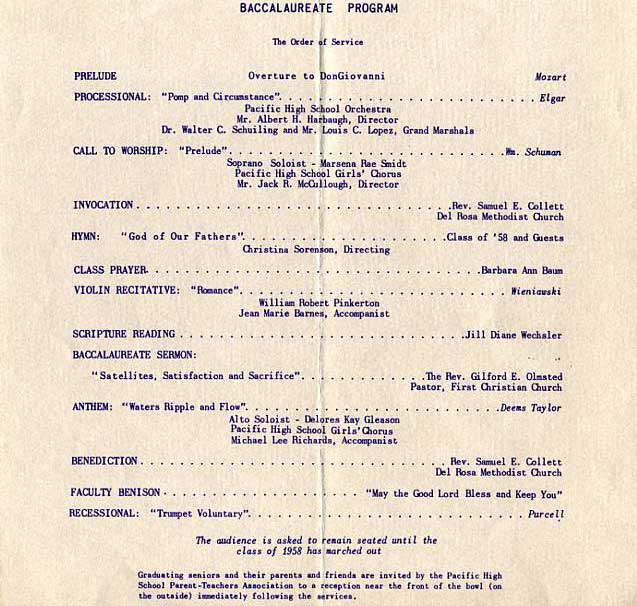 BACCALAUREATE PROGRAM
The Order of Service
PRELUDE Overture to DonGiovanni Mozart
PROCESSIONAL: "Pomp and Circumstance". . . . . . . . . . . . . . . . . . . . . . . . Elgar
Pacific High School Orchestra
Mr. Albert H. Harbaugh, Director
Dr. Walter C. Schuiling and Mr. Louis C. Lopez, Grand Marshals
CALL TO WORSHIP: "Prelude". . . . . . . . . . . . . . . . . . . . . . . . . .Wm. Schuman
Soprano Soloist - Marsena Rae Smidt
Pacific High School Girls' Chorus
Mr. Jack R. McCullough, Director
INVOCATION . . . . . . . . . . . . . . . . . . . . . . . . . . . .Rev. Samuel E. Collett
Del Rosa Methodist Church
HYMN: "God of Our Fathers". . . . . . . . . . . . . . . . . . .Class of '58 and Guests
Christina Sorenson, Directing
CLASS PRAYER. . . . . . . . . . . . . . . . . . . . . . . . . . . . . .Barbara Ann Baum
VIOLIN RECITATIVE: "Romance". . . . . . . . . . . . . . . . . . . . . . . . Wieniawski
William Robert Pinkerton
Jean Marie Barnes, Accompanist
SCRIPTURE READING . . . . . . . . . . . . . . . . . . . . . . . . . .Jill Diane Wechsler
BACCALAUREATE SERMON:
"Satellites, Satisfaction and Sacrifice". . . . . . . . . . . .The Rev. Gilford E. Olmsted
Pastor, First Christian Church
ANTHEM: "Waters Ripple and Flow". . . . . . . . . . . . . . . . . . . . . . .Deems Taylor
Alto Soloist - Delores Kay Gleason
Pacific High School Girls'Chorus
Michael Lee Richards, Accompanist
BENEDICTION . . . . . . . . . . . . . . . . . . . . . . . . . . . Rev. Samuel E. Collett
Del Rosa Methodist Church
FACULTY BENISON . . . . . . . . . . . . . . . . . "May the Good Lord Bless and Keep You"
RECESSIONAL: "Trumpet Voluntary". . . . . . . . . . . . . . . . . . . . . . . . Purcell
The audience is asked to remain seated until the
class of 1958 has marched out
Graduating seniors and their parents and friends are invited by the Pacific High
School Parent-Teachers Association to a reception near the front of the bowl (on
the outside) immediately following the services.